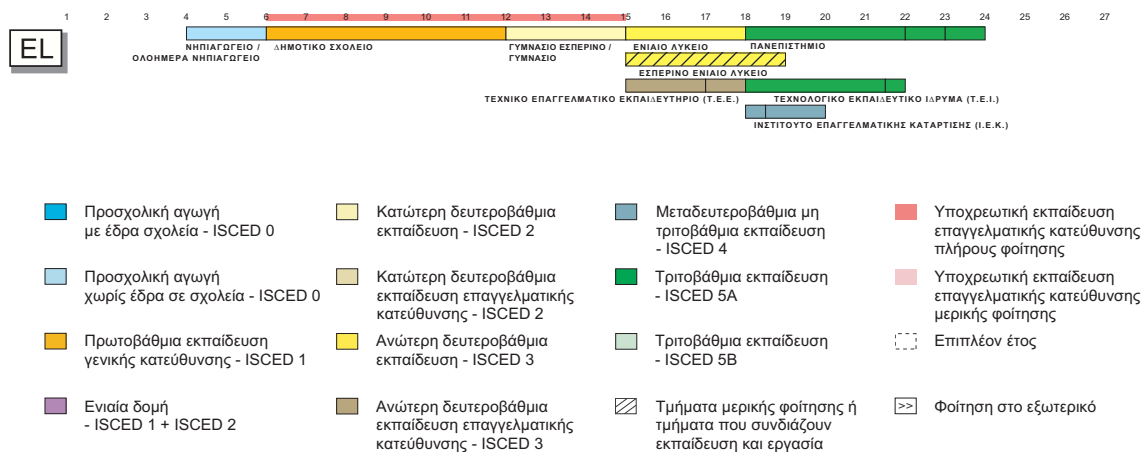 1 2 3 4 5 6 7 8 9 10 11 12 13 14 15 16 17 18 19 20 21 22 23 24 25 26 27
EL
ΝΗΠΙΑΓΩΓΕΙΟ /
ΟΛΟΗΜΕΡΑ ΝΗΠΙΑΓΩΓΕΙΟ
ΔΗΜΟΤΙΚΟ ΣΧΟΛΕΙΟ
ΓΥΜΝΑΣΙΟ ΕΣΠΕΡΙΝΟ /
ΓΥΜΝΑΣΙΟ
ΕΝΙΑΙΟ ΛΥΚΕΙΟ
ΠΑΝΕΠΙΣΤΗΜΙΟ
ΕΣΠΕΡΙΝΟ ΕΝΙΑΙΟ ΛΥΚΕΙΟ
ΤΕΧΝΙΚΟ ΕΠΑΓΓΕΛΜΑΤΙΚΟ ΕΚΠΑΙΔΕΥΤΗΡΙΟ (Τ.Ε.Ε.)
ΤΕΧΝΟΛΟΓΙΚΟ ΕΚΠΑΙΔΕΥΤΙΚΟ ΙΔΡΥΜΑ (Τ.Ε.Ι.)
ΙΝΣΤΙΤΟΥΤΟ ΕΠΑΓΓΕΛΜΑΤΙΚΗΣ ΚΑΤΑΡΤΙΣΗΣ (Ι.Ε.Κ.)
Προσχολική αγωγή
με έδρα σχολεία - ISCED 0
Προσχολική αγωγή
χωρίς έδρα σε σχολεία - ISCED 0
Πρωτοβάθμια εκπαίδευση
γενικής κατεύθυνσης - ISCED 1
Ενιαία δομή
- ISCED 1 + ISCED 2
Κατώτερη δευτεροβάθμια
εκπαίδευση - ISCED 2
Κατώτερη δευτεροβάθμια
εκπαίδευση επαγγελματικής
κατεύθυνσης - ISCED 2
Ανώτερη δευτεροβάθμια
εκπαίδευση - ISCED 3
Ανώτερη δευτεροβάθμια
εκπαίδευση επαγγελματικής
κατεύθυνσης - ISCED 3
Μεταδευτεροβάθμια μη
τριτοβάθμια εκπαίδευση
- ISCED 4
Τριτοβάθμια εκπαίδευση
- ISCED 5A
Τριτοβάθμια εκπαίδευση
- ISCED 5B
Τμήματα μερικής φοίτησης ή
τμήματα που συνδιάζουν
εκπαίδευση και εργασία
Υποχρεωτική εκπαίδευση
επαγγελματικής κατεύθυνσης
πλήρους φοίτησης
Υποχρεωτική εκπαίδευση
επαγγελματικής κατεύθυνσης
μερικής φοίτησης
Επιπλέον έτος
>> Φοίτηση στο εξωτερικό